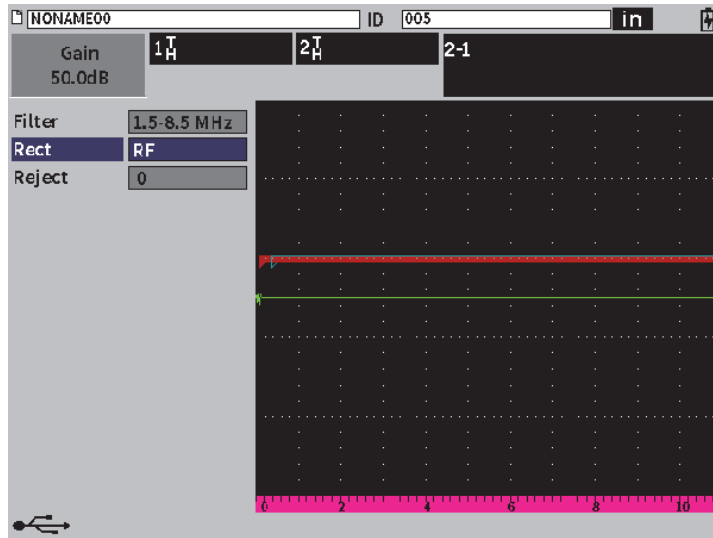 NONAME00 ID 005 in
Gain 50.0dB
1 T H
2 T H
2-1
Filter 1.5-8.5 MHz
Rect RF
Reject 0
0 2 4 6 8 10